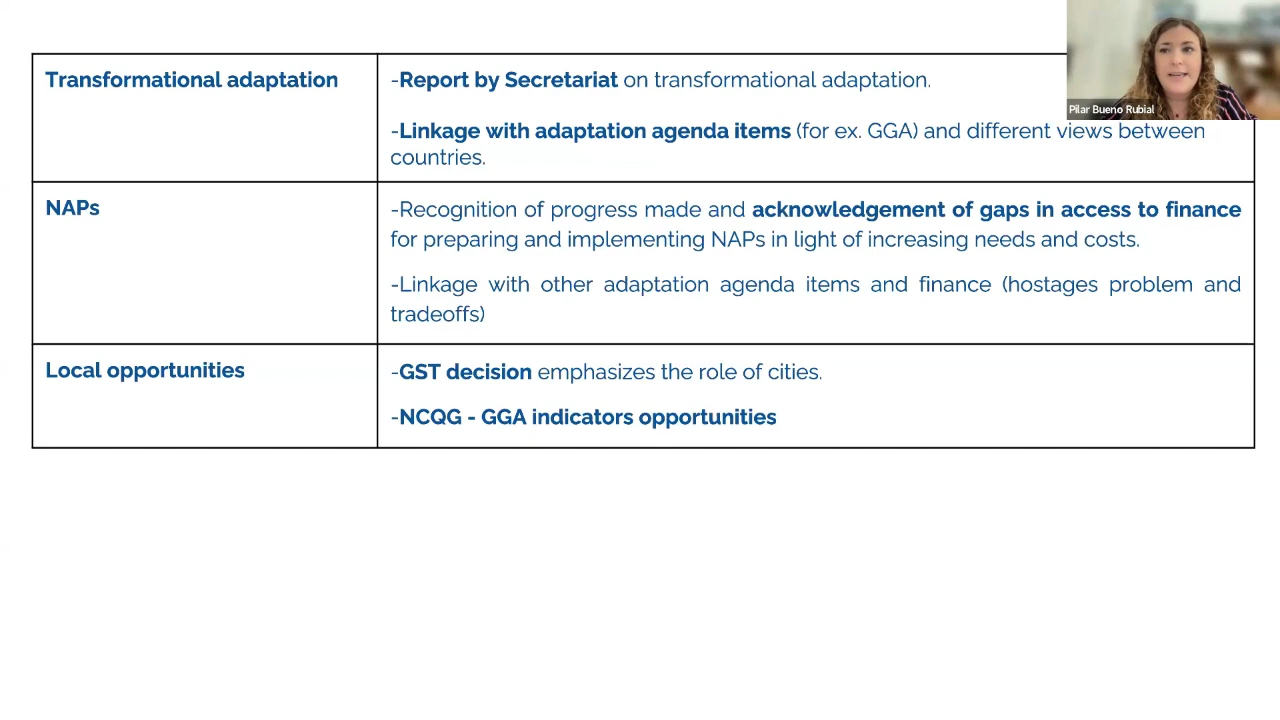 Transformational adaptation
-Report by Secretariat on transformational adaptation.
Pilar Bueno Rubial
-Linkage with adaptation agenda items (for ex. GGA) and different views between
countries.
NAPs
-Recognition of progress made and acknowledgement of gaps in access to finance
for preparing and implementing NAPs in light of increasing needs and costs.
-Linkage with other adaptation agenda items and finance (hostages problem and
tradeoffs)
Local opportunities
-GST decision emphasizes the role of cities.
-NCQG - GGA indicators opportunities